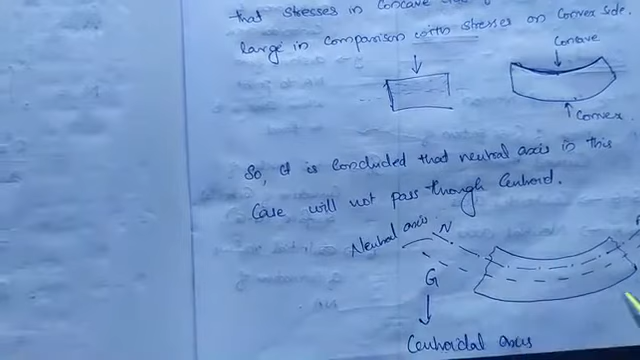 that stresses in concave side
large in comparison with stresses on convex side.
Concave
Convex
So, it is concluded that neutral axis in this
Case will not pass through Centroid.
Neutral axis
N
G
Centroidal axis